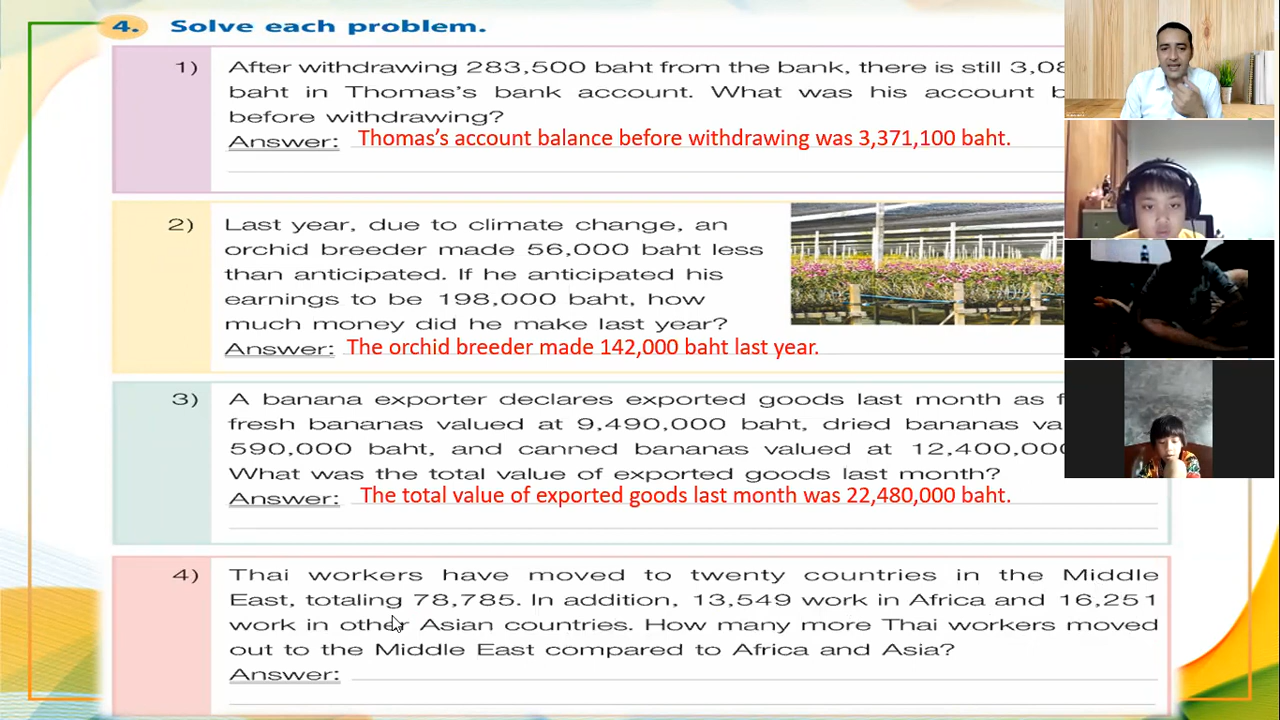 4. Solve each problem.
1) After withdrawing 283,500 baht from the bank, there is still 3,08
baht in Thomas's bank account. What was his account b
before withdrawing?
Answer: Thomas's account balance before withdrawing was 3,371,100 baht.
2) Last year, due to climate change, an
orchid breeder made 56,000 baht less
than anticipated. If he anticipated his
earnings to be 198,000 baht, how
much money did he make last year?
Answer: The orchid breeder made 142,000 baht last year.
3) A banana exporter declares exported goods last month as f
fresh bananas valued at 9,490,000 baht, dried bananas va
590,000 baht, and canned bananas valued at 12,400,000
What was the total value of exported goods last month?
Answer: The total value of exported goods last month was 22,480,000 baht.
4) Thai workers have moved to twenty countries in the Middle
East, totaling 78,785. In addition, 13,549 work in Africa and 16,251
work in other Asian countries. How many more Thai workers moved
out to the Middle East compared to Africa and Asia?
Answer: